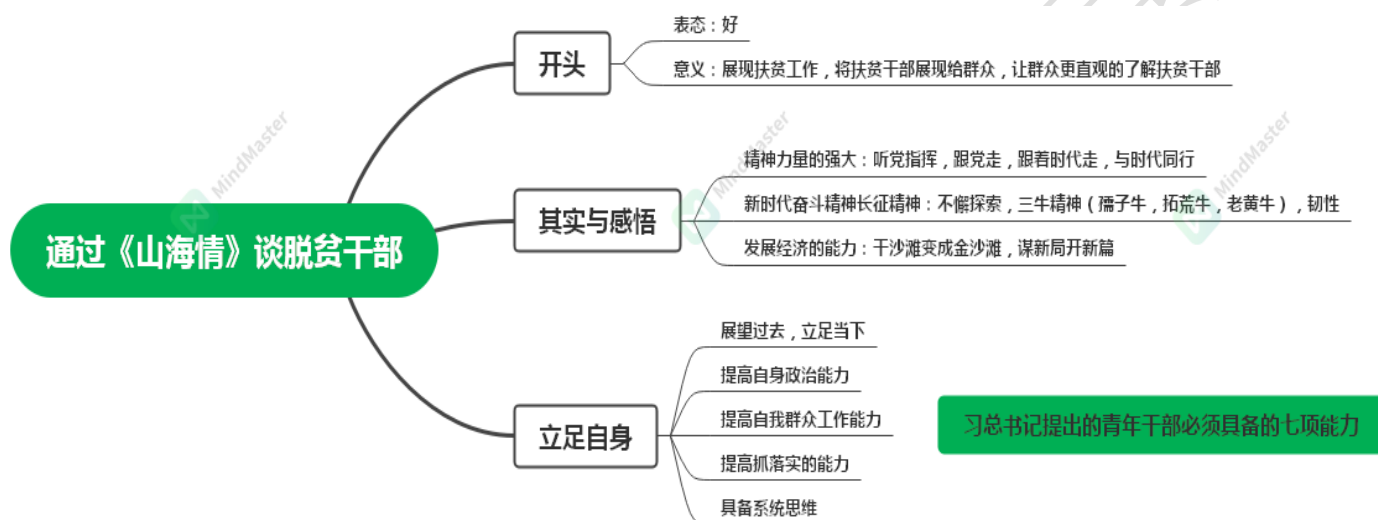 开头
表态：好
意义：展现扶贫工作，将扶贫干部展现给群众，让群众更直观的了解扶贫干部
通过《山海情》谈脱贫干部
其实与感悟
精神力量的强大：听党指挥，跟党走，跟着时代走，与时代同行
新时代奋斗精神长征精神：不懈探索，三牛精神（孺子牛，拓荒牛，老黄牛），韧性
发展经济的能力：干沙滩变成金沙滩，谋新局开新篇
立足自身
展望过去，立足当下
提高自身政治能力
提高自我群众工作能力
提高抓落实的能力
具备系统思维
习总书记提出的青年干部必须具备的七项能力
MindMaster
MindMaster
MindMaster